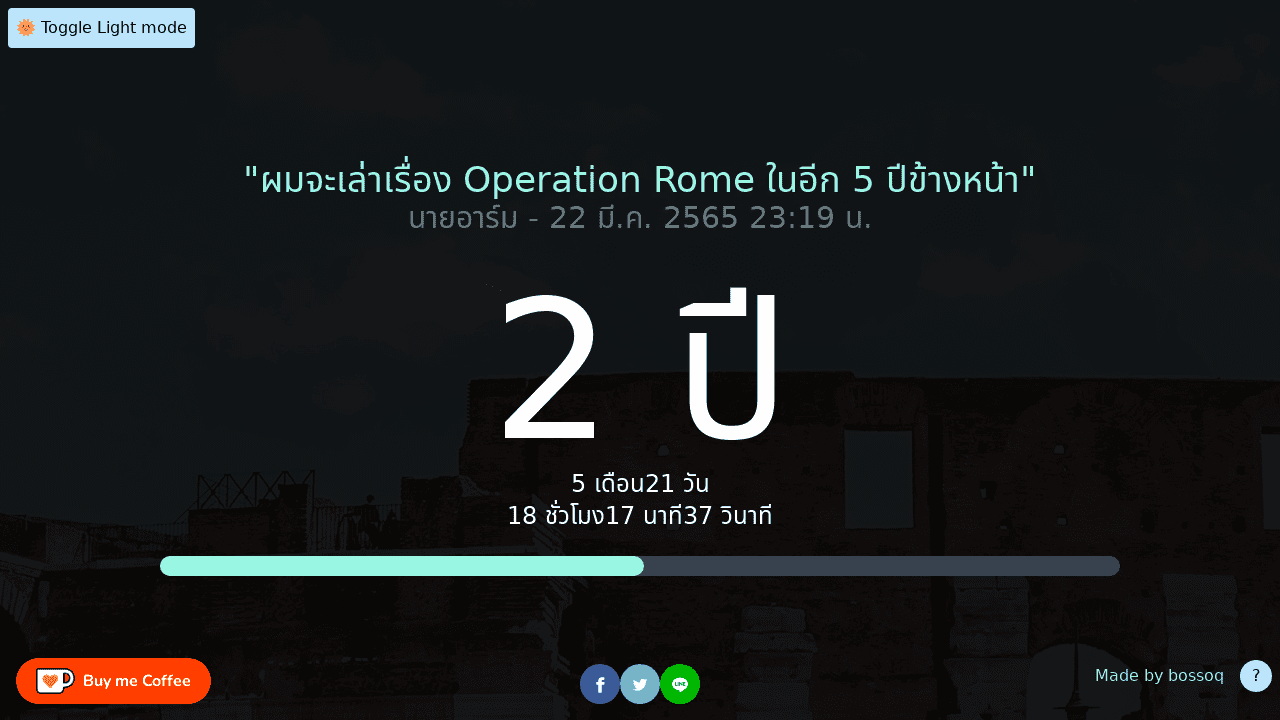 🌞 Toggle Light mode
"ผมจะเล่าเรื่อง Operation Rome ในอีก 5 ปีข้างหน้า"
นายอาร์ม - 22 มี.ค. 2565 23:19 น.
2 ปี
5 เดือน21 วัน
18 ชั่วโมง17 นาที37 วินาที
Buy me Coffee
LINE
Made by bossoq
?